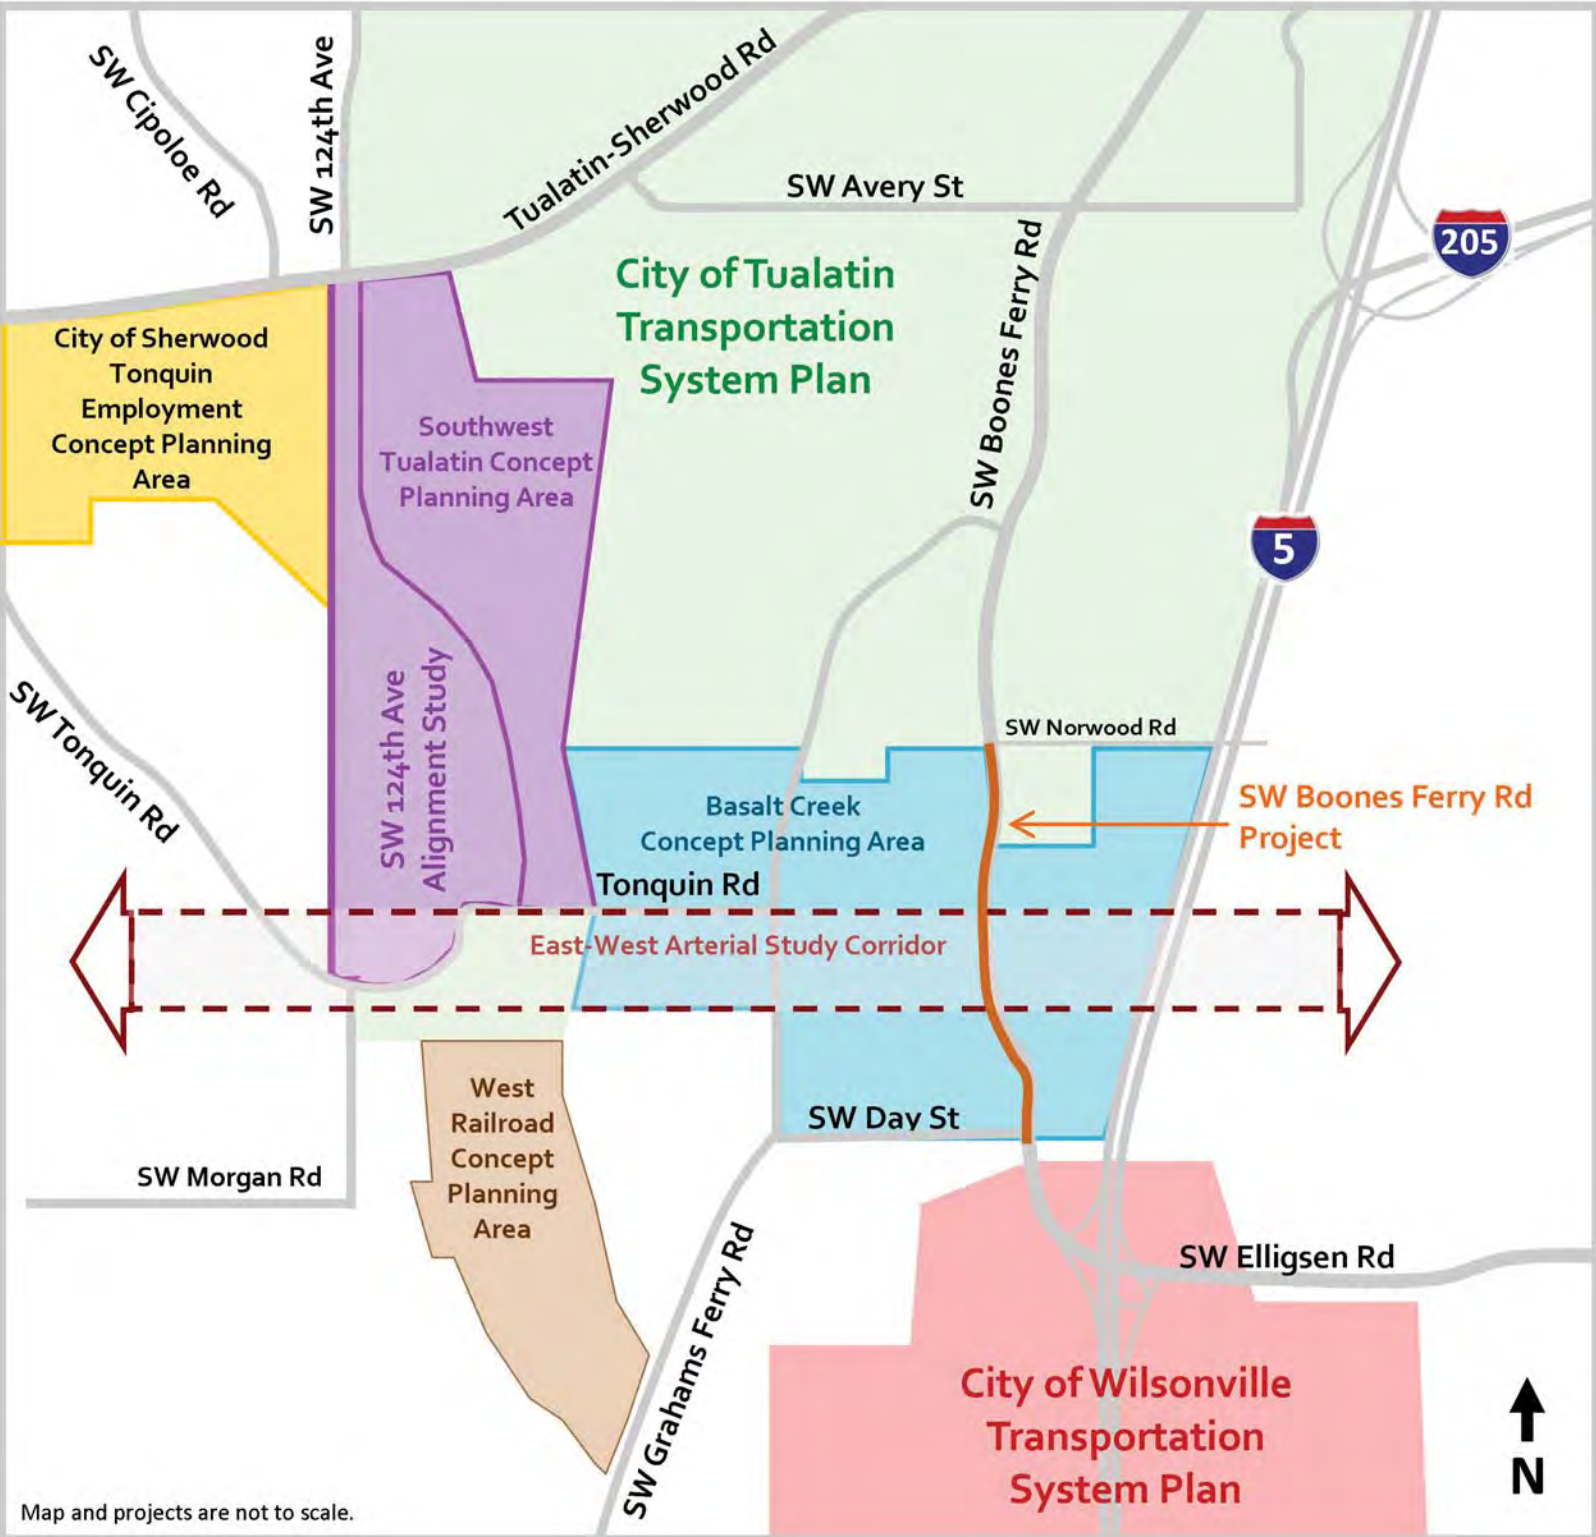 SW Cipoloe Rd
SW 124th Ave
Tualatin-Sherwood Rd
SW Avery St
SW Boones Ferry Rd
205
City of Tualatin
Transportation
System Plan
City of Sherwood
Tonquin
Employment
Concept Planning
Area
Southwest
Tualatin Concept
Planning Area
5
SW 124th Ave
Alignment Study
SW Tonquin Rd
SW Norwood Rd
Basalt Creek
Concept Planning Area
SW Boones Ferry Rd
Project
Tonquin Rd
East-West Arterial Study Corridor
West
Railroad
Concept
Planning
Area
SW Day St
SW Morgan Rd
SW Grahams Ferry Rd
SW Elligsen Rd
City of Wilsonville
Transportation
System Plan
N
Map and projects are not to scale.